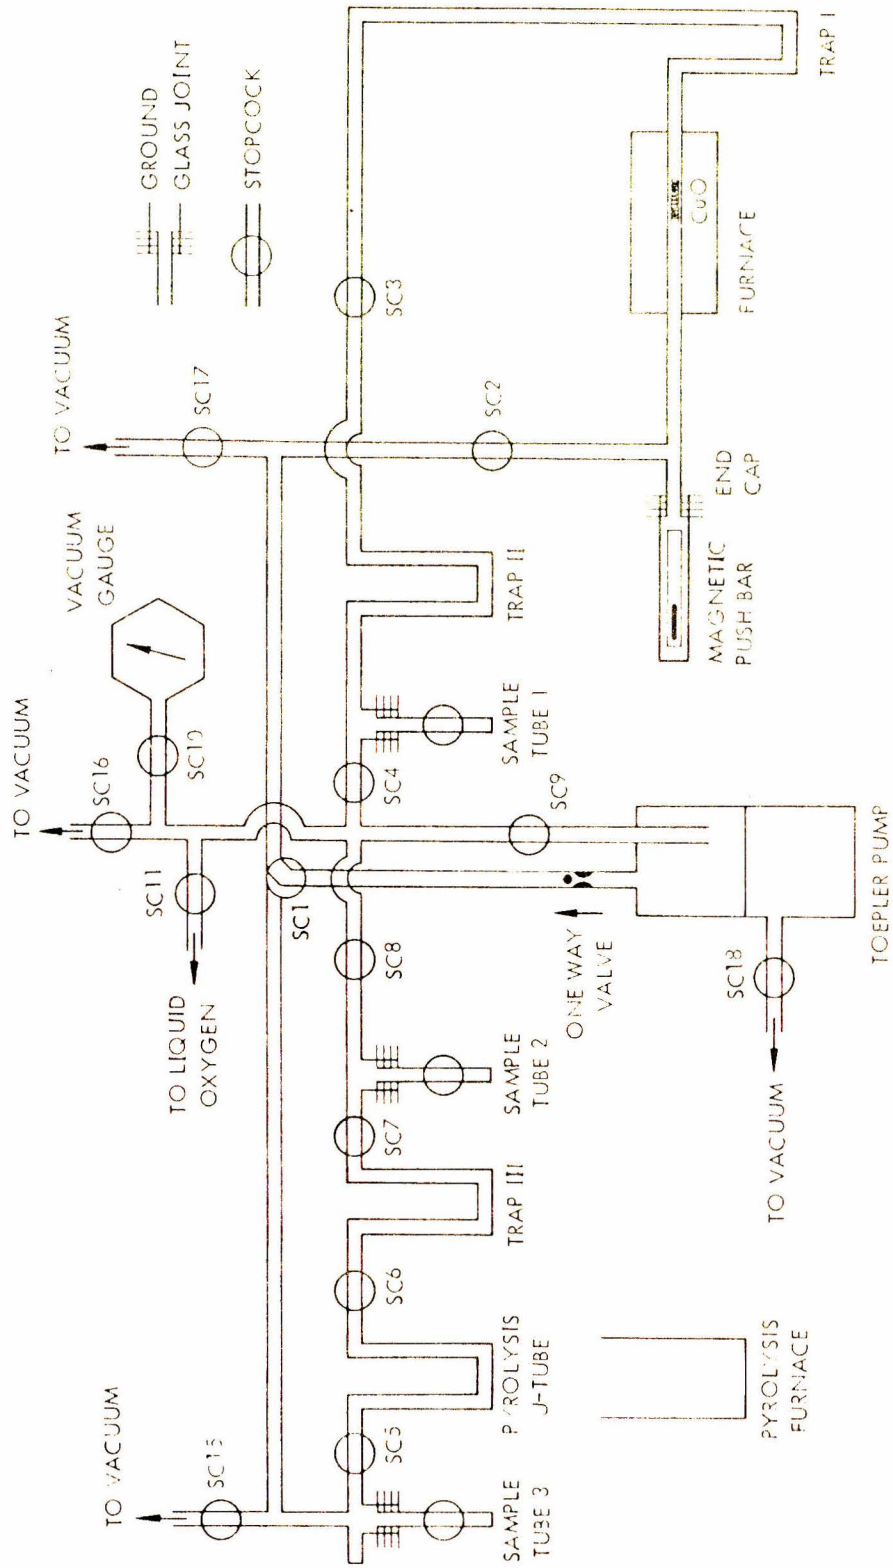 TO VACUUM
SC15
SAMPLE
TUBE 3
SC5
PYROLYSIS
J-TUBE
PYROLYSIS
FURNACE
SC6
TRAP III
SC7
SAMPLE
TUBE 2
SC8
TO LIQUID
OXYGEN
SC11
TO VACUUM
SC16
SC10
VACUUM
GAUGE
SC1
ONE WAY
VALVE
SC18
TO VACUUM
TOEPLER PUMP
SC9
SC4
SAMPLE
TUBE 1
TRAP II
TO VACUUM
SC17
SC2
MAGNETIC
PUSH BAR
END
CAP
SC3
GROUND
GLASS JOINT
STOPCOCK
CuO
FURNACE
TRAP I